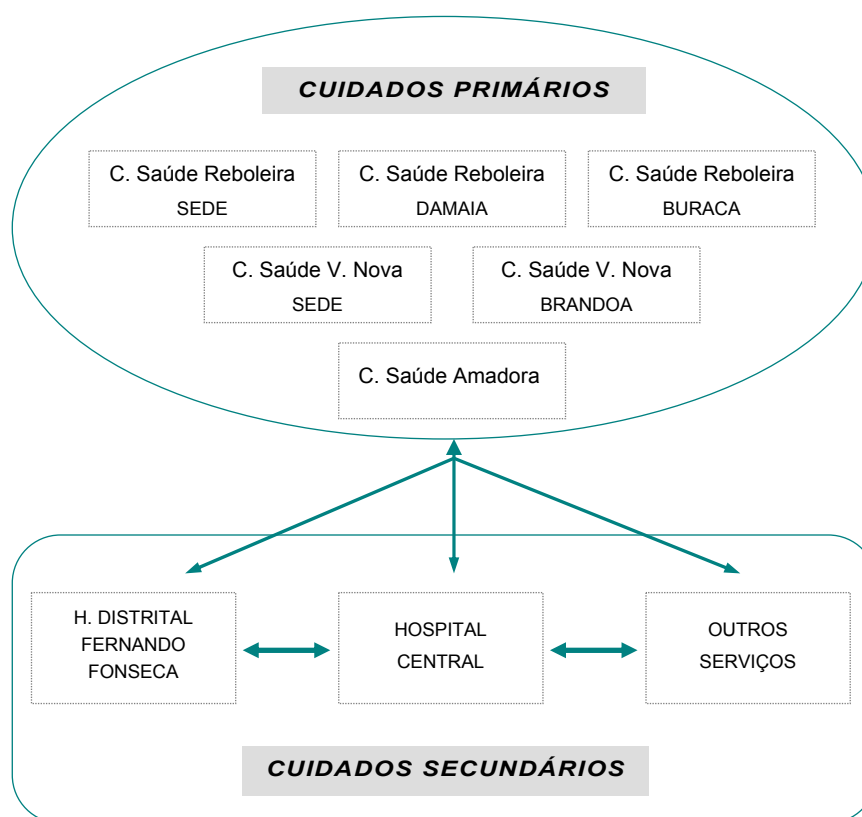 CUIDADOS PRIMÁRIOS
C. Saúde Reboleira
SEDE
C. Saúde Reboleira
DAMAIA
C. Saúde Reboleira
BURACA
C. Saúde V. Nova
SEDE
C. Saúde V. Nova
BRANDOA
C. Saúde Amadora
H. DISTRITAL
FERNANDO
FONSECA
HOSPITAL
CENTRAL
OUTROS
SERVIÇOS
CUIDADOS SECUNDÁRIOS